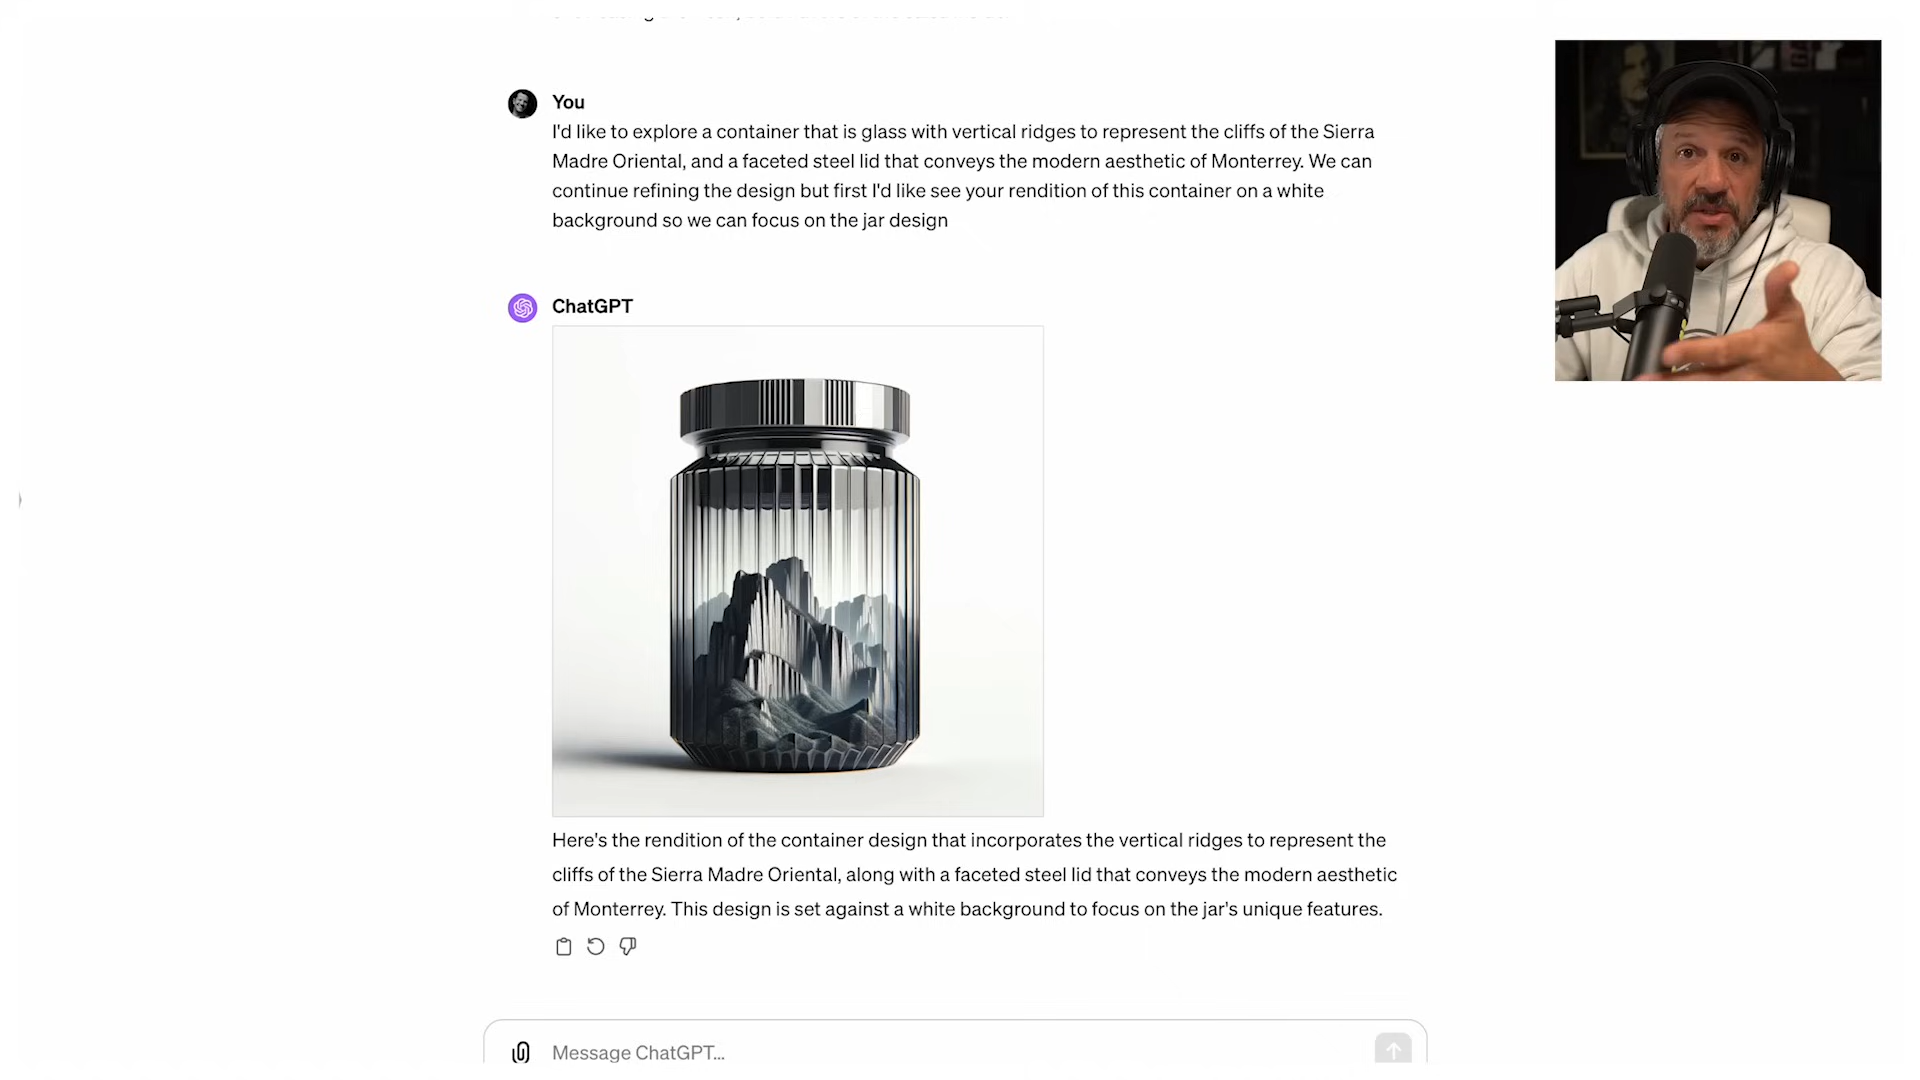 You
I'd like to explore a container that is glass with vertical ridges to represent the cliffs of the Sierra
Madre Oriental, and a faceted steel lid that conveys the modern aesthetic of Monterrey. We can
continue refining the design but first I'd like see your rendition of this container on a white
background so we can focus on the jar design
ChatGPT
Here's the rendition of the container design that incorporates the vertical ridges to represent the
cliffs of the Sierra Madre Oriental, along with a faceted steel lid that conveys the modern aesthetic
of Monterrey. This design is set against a white background to focus on the jar's unique features.
Message ChatGPT...